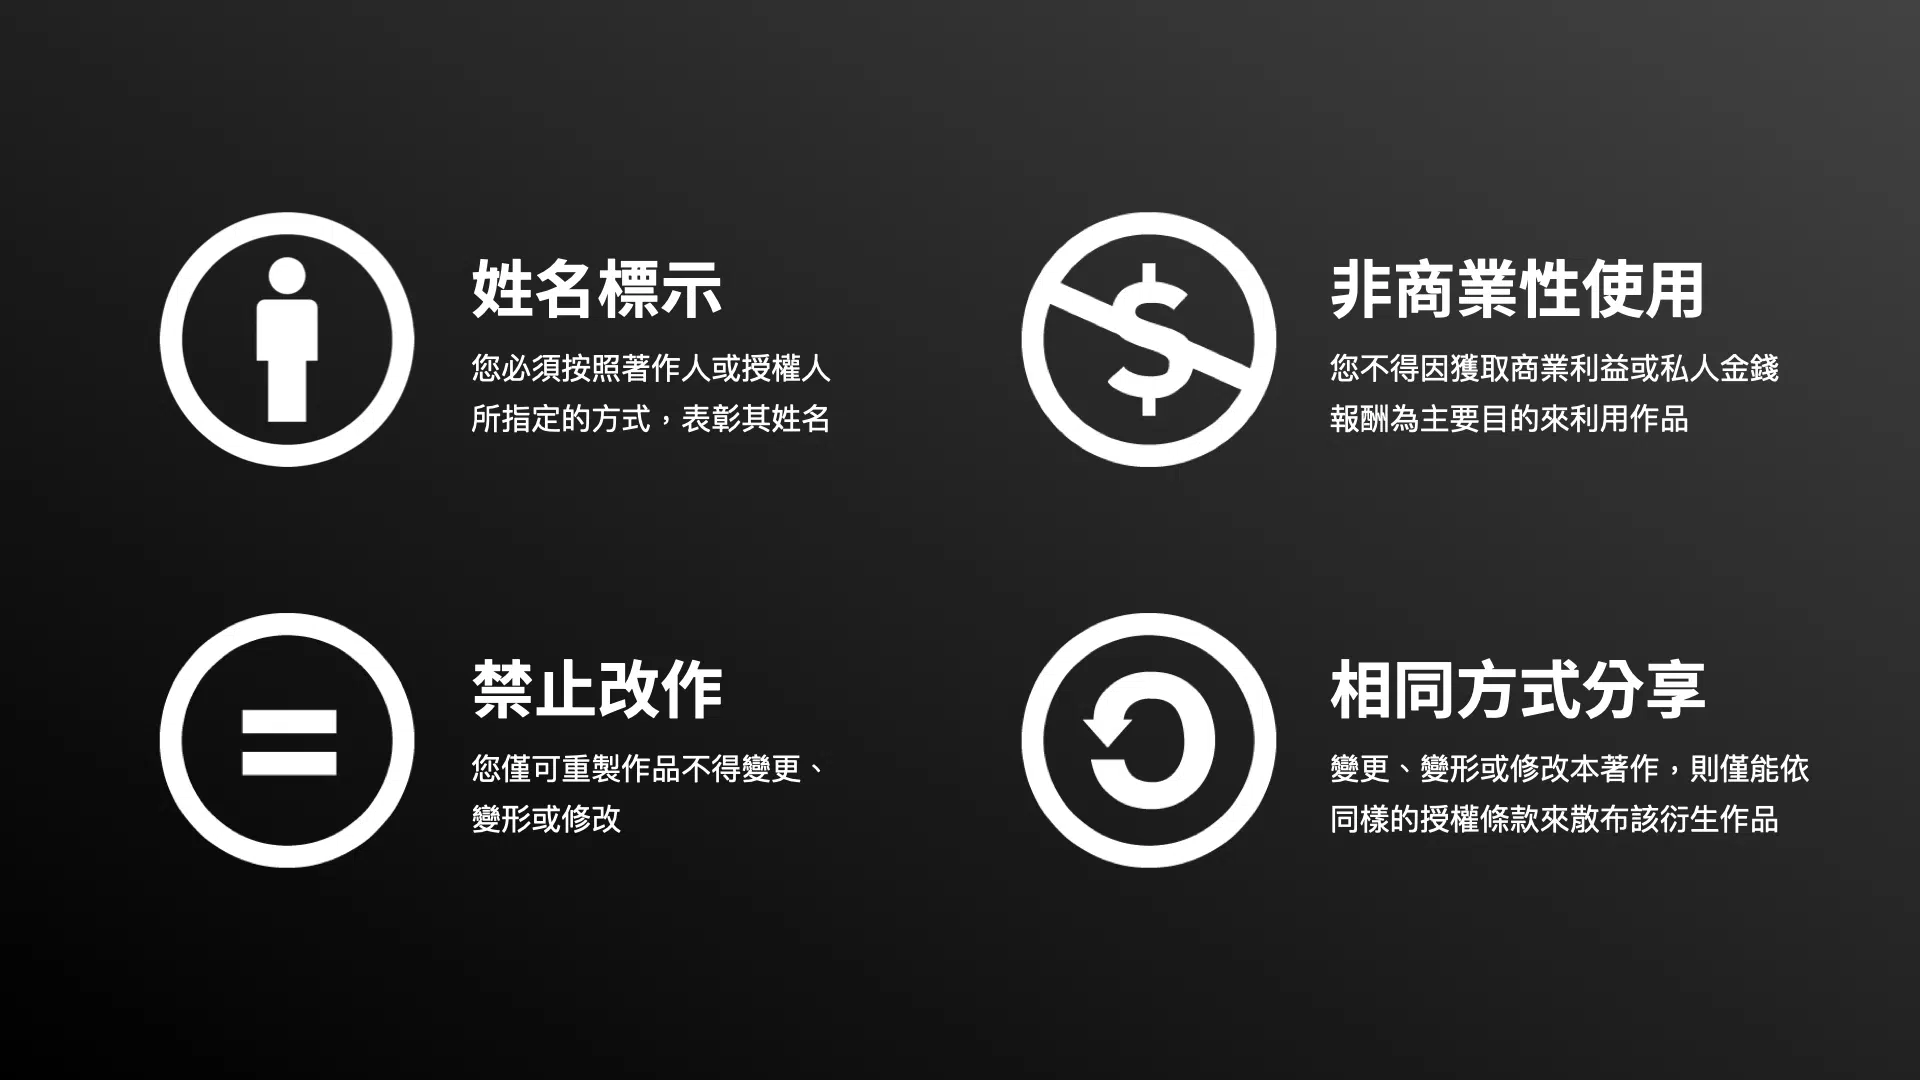 姓名標示
您必須按照著作人或授權人
所指定的方式，表彰其姓名
非商業性使用
您不得因獲取商業利益或私人金錢
報酬為主要目的來利用作品
禁止改作
您僅可重製作品不得變更、
變形或修改
相同方式分享
變更、變形或修改本著作，則僅能依
同樣的授權條款來散布該衍生作品